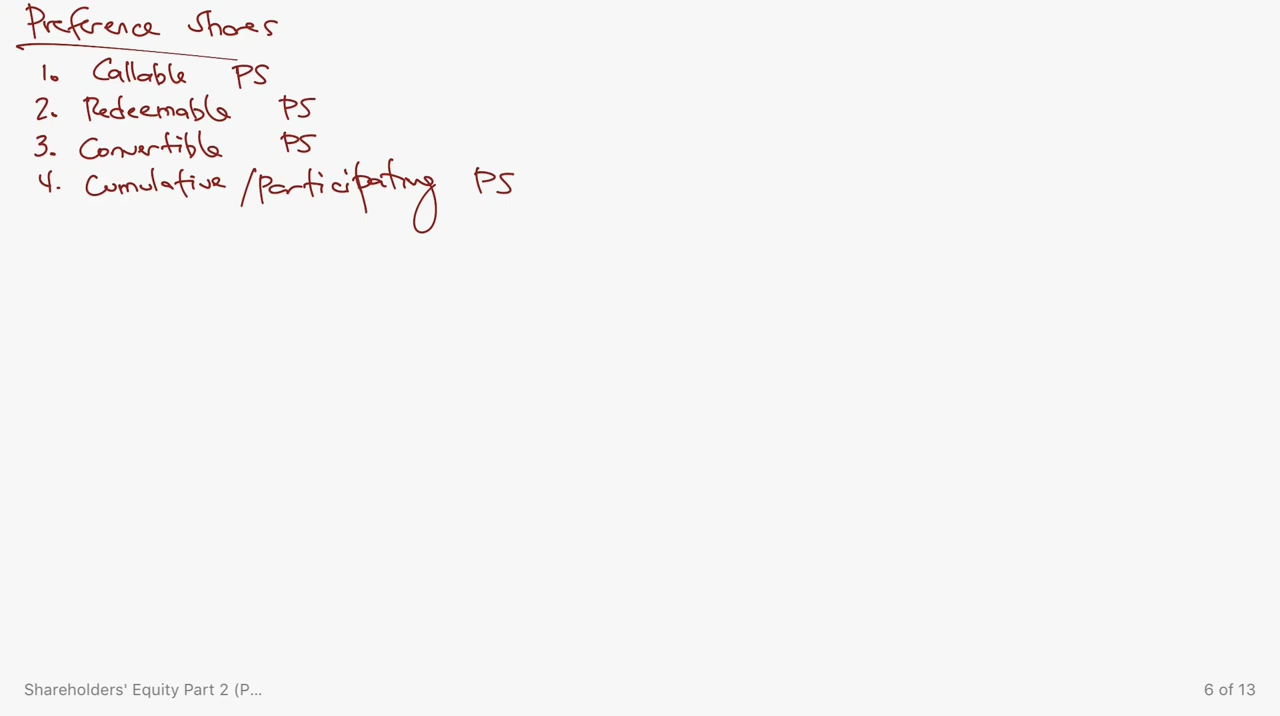 Preference Shares
1. Callable PS
2. Redeemable PS
3. Convertible PS
4. Cumulative / Participating PS
Shareholders' Equity Part 2 (P...
6 of 13